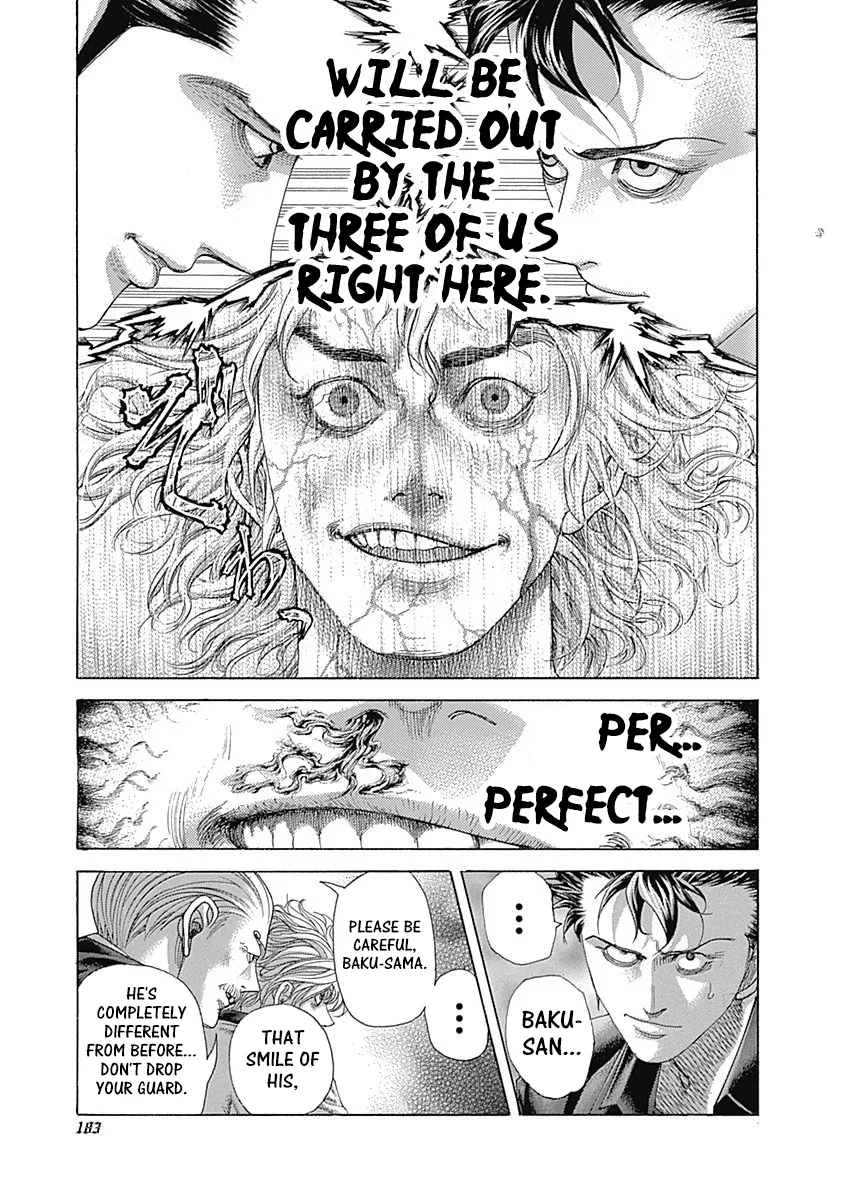 WILL BE
CARRIED OUT
BY THE
THREE OF US
RIGHT HERE.
PER...
PERFECT...
...
BAKU-
SAN...
...
PLEASE BE
CAREFUL,
BAKU-SAMA.
THAT
SMILE OF
HIS,
HE'S
COMPLETELY
DIFFERENT
FROM BEFORE...
DON'T DROP
YOUR GUARD.
183